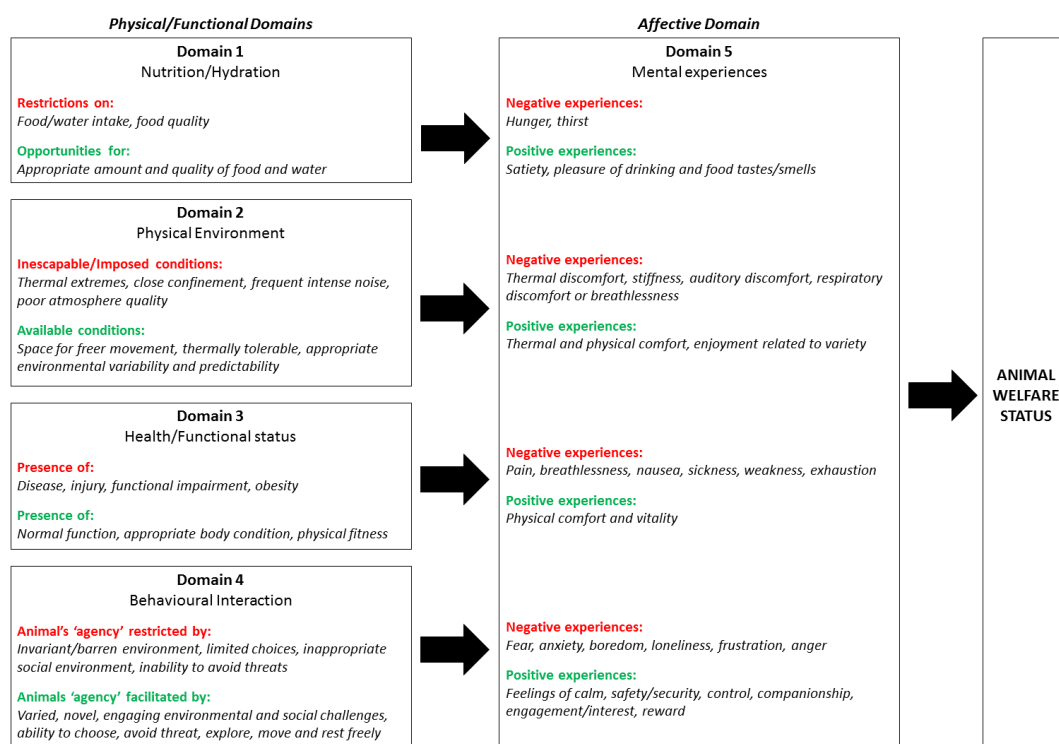 Physical/Functional Domains
Affective Domain
Domain 1
Nutrition/Hydration
Restrictions on:
Food/water intake, food quality
Opportunities for:
Appropriate amount and quality of food and water
Domain 2
Physical Environment
Inescapable/Imposed conditions:
Thermal extremes, close confinement, frequent intense noise,
poor atmosphere quality
Available conditions:
Space for freer movement, thermally tolerable, appropriate
environmental variability and predictability
Domain 3
Health/Functional status
Presence of:
Disease, injury, functional impairment, obesity
Presence of:
Normal function, appropriate body condition, physical fitness
Domain 4
Behavioural Interaction
Animal's 'agency' restricted by:
Invariant/barren environment, limited choices, inappropriate
social environment, inability to avoid threats
Animals 'agency' facilitated by:
Varied, novel, engaging environmental and social challenges,
ability to choose, avoid threat, explore, move and rest freely
Domain 5
Mental experiences
Negative experiences:
Hunger, thirst
Positive experiences:
Satiety, pleasure of drinking and food tastes/smells
Negative experiences:
Thermal discomfort, stiffness, auditory discomfort, respiratory
discomfort or breathlessness
Positive experiences:
Thermal and physical comfort, enjoyment related to variety
Negative experiences:
Pain, breathlessness, nausea, sickness, weakness, exhaustion
Positive experiences:
Physical comfort and vitality
Negative experiences:
Fear, anxiety, boredom, loneliness, frustration, anger
Positive experiences:
Feelings of calm, safety/security, control, companionship,
engagement/interest, reward
ANIMAL
WELFARE
STATUS